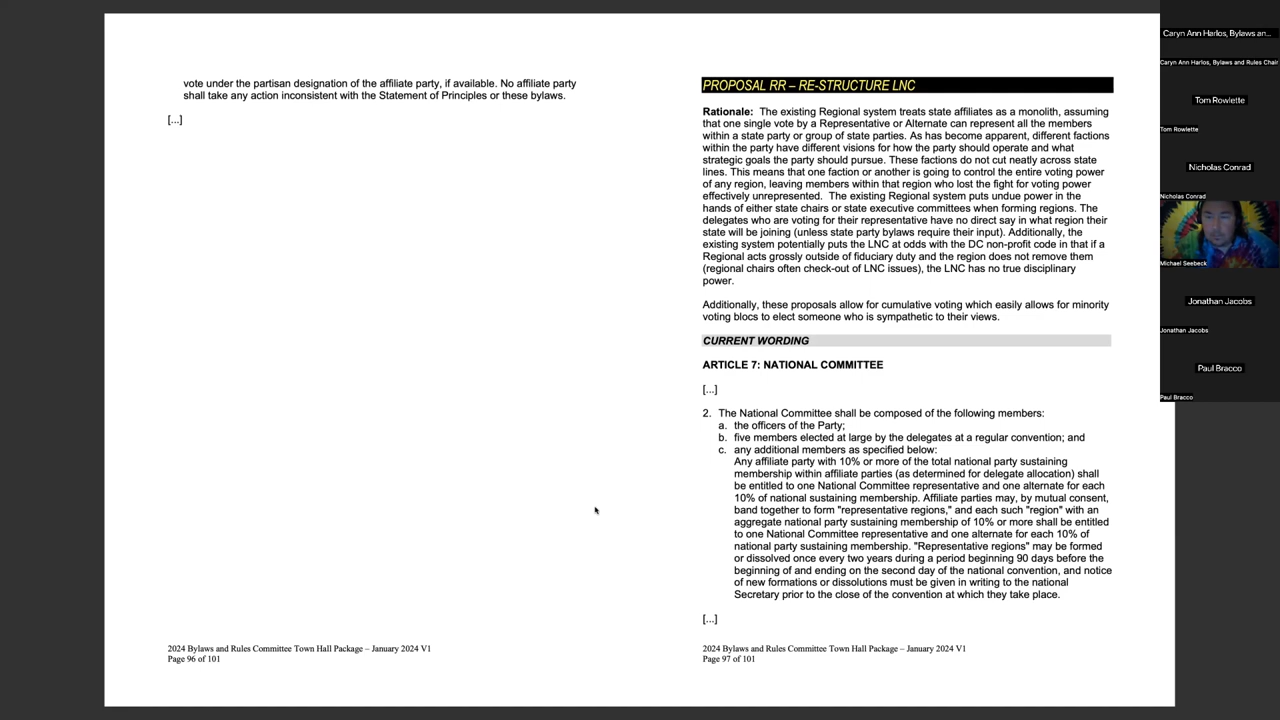 vote under the partisan designation of the affiliate party, if available. No affiliate party
shall take any action inconsistent with the Statement of Principles or these bylaws.
[...]
2024 Bylaws and Rules Committee Town Hall Package – January 2024 V1
Page 96 of 101
PROPOSAL RR – RE-STRUCTURE LNC
Rationale: The existing Regional system treats state affiliates as a monolith, assuming
that one single vote by a Representative or Alternate can represent all the members
within a state party or group of state parties. As has become apparent, different factions
within the party have different visions for how the party should operate and what
strategic goals the party should pursue. These factions do not cut neatly across state
lines. This means that one faction or another is going to control the entire voting power
of any region, leaving members within that region who lost the fight for voting power
effectively unrepresented. The existing Regional system puts undue power in the
hands of either state chairs or state executive committees when forming regions. The
delegates who are voting for their representative have no direct say in what region their
state will be joining (unless state party bylaws require their input). Additionally, the
existing system potentially puts the LNC at odds with the DC non-profit code in that if a
Regional acts grossly outside of fiduciary duty and the region does not remove them
(regional chairs often check-out of LNC issues), the LNC has no true disciplinary
power.
Additionally, these proposals allow for cumulative voting which easily allows for minority
voting blocs to elect someone who is sympathetic to their views.
CURRENT WORDING
ARTICLE 7: NATIONAL COMMITTEE
[...]
2. The National Committee shall be composed of the following members:
a. the officers of the Party;
b. five members elected at large by the delegates at a regular convention; and
c. any additional members as specified below:
Any affiliate party with 10% or more of the total national party sustaining
membership within affiliate parties (as determined for delegate allocation) shall
be entitled to one National Committee representative and one alternate for each
10% of national sustaining membership. Affiliate parties may, by mutual consent,
band together to form "representative regions," and each such "region" with an
aggregate national party sustaining membership of 10% or more shall be entitled
to one National Committee representative and one alternate for each 10% of
national party sustaining membership. "Representative regions" may be formed
or dissolved once every two years during a period beginning 90 days before the
beginning of and ending on the second day of the national convention, and notice
of new formations or dissolutions must be given in writing to the national
Secretary prior to the close of the convention at which they take place.
[...]
2024 Bylaws and Rules Committee Town Hall Package – January 2024 V1
Page 97 of 101
Caryn Ann Harlos, Bylaws an...
Caryn Ann Harlos, Bylaws and Rules Chair
Tom Rowlette
Tom Rowlette
Nicholas Conrad
Nicholas Conrad
Michael Seebeck
Jonathan Jacobs
Jonathan Jacobs
Paul Bracco
Paul Bracco